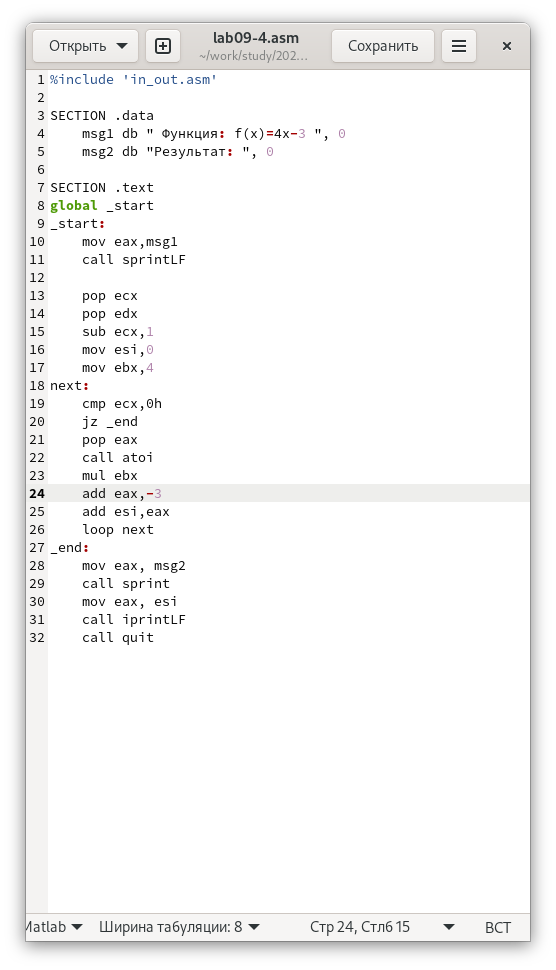 Открыть
lab09-4.asm
~/work/study/202...
Сохранить
1 %include 'in_out.asm'
2
3 SECTION .data
4     msg1 db " Функция: f(x)=4x-3 ", 0
5     msg2 db "Результат: ", 0
6
7 SECTION .text
8 global _start
9 _start:
10     mov eax,msg1
11     call sprintLF
12
13     pop ecx
14     pop edx
15     sub ecx,1
16     mov esi,0
17     mov ebx,4
18 next:
19     cmp ecx,0h
20     jz _end
21     pop eax
22     call atoi
23     mul ebx
24     add eax,-3
25     add esi,eax
26     loop next
27 _end:
28     mov eax, msg2
29     call sprint
30     mov eax, esi
31     call iprintLF
32     call quit
Matlab Ширина табуляции: 8 Стр 24, Стлб 15 ВСТ